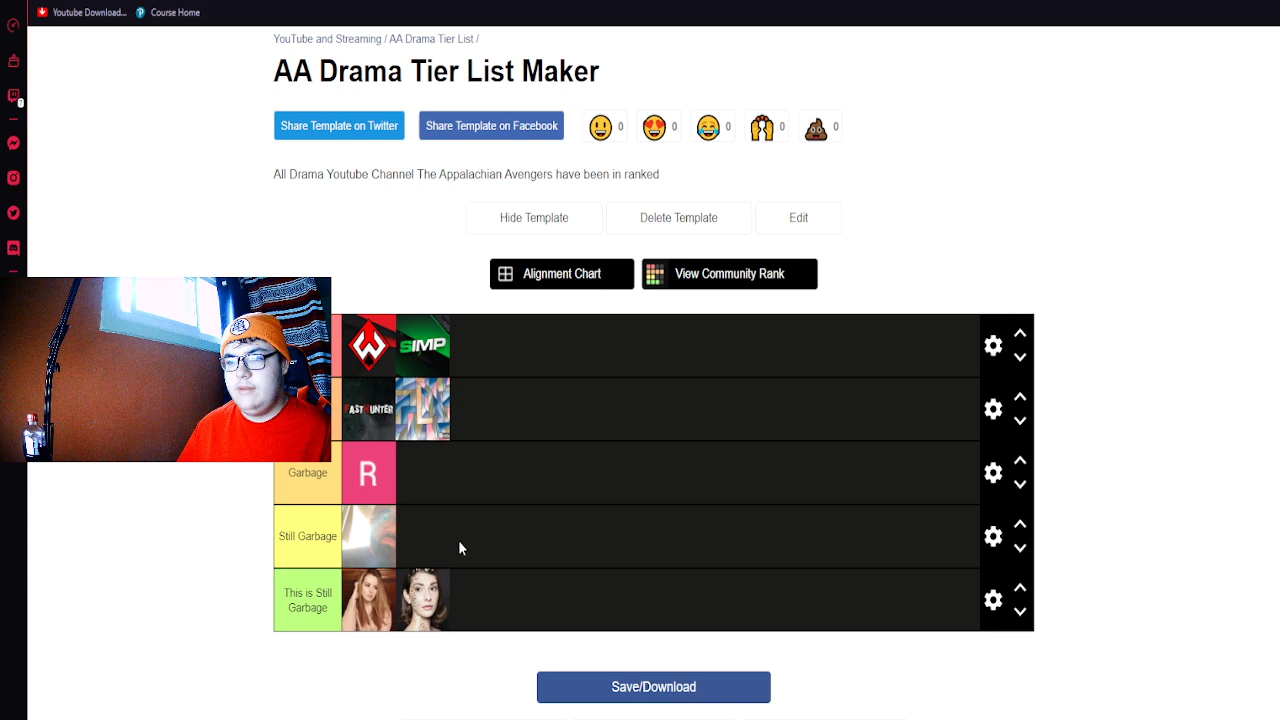 Youtube Download...
Course Home
YouTube and Streaming / AA Drama Tier List /
AA Drama Tier List Maker
Share Template on Twitter
Share Template on Facebook
0
0
0
0
0
All Drama Youtube Channel The Appalachian Avengers have been in ranked
Hide Template
Delete Template
Edit
Alignment Chart
View Community Rank
7
W
SIMP
FASTHUNTER
Garbage
R
Still Garbage
This is Still
Garbage
Save/Download